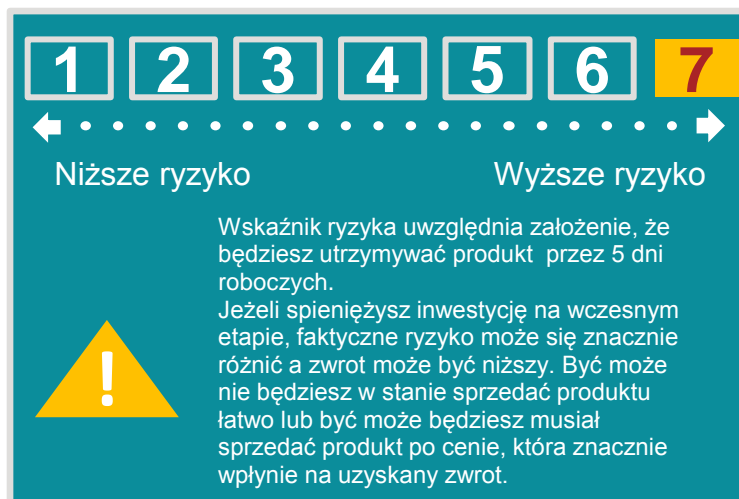 1 2 3 4 5 6 7
Niższe ryzyko Wyższe ryzyko
Wskaźnik ryzyka uwzględnia założenie, że
będziesz utrzymywać produkt przez 5 dni
roboczych.
Jeżeli spieniężysz inwestycję na wczesnym
etapie, faktyczne ryzyko może się znacznie
różnić a zwrot może być niższy. Być może
nie będziesz w stanie sprzedać produktu
łatwo lub być może będziesz musiał
sprzedać produkt po cenie, która znacznie
wpłynie na uzyskany zwrot.
!